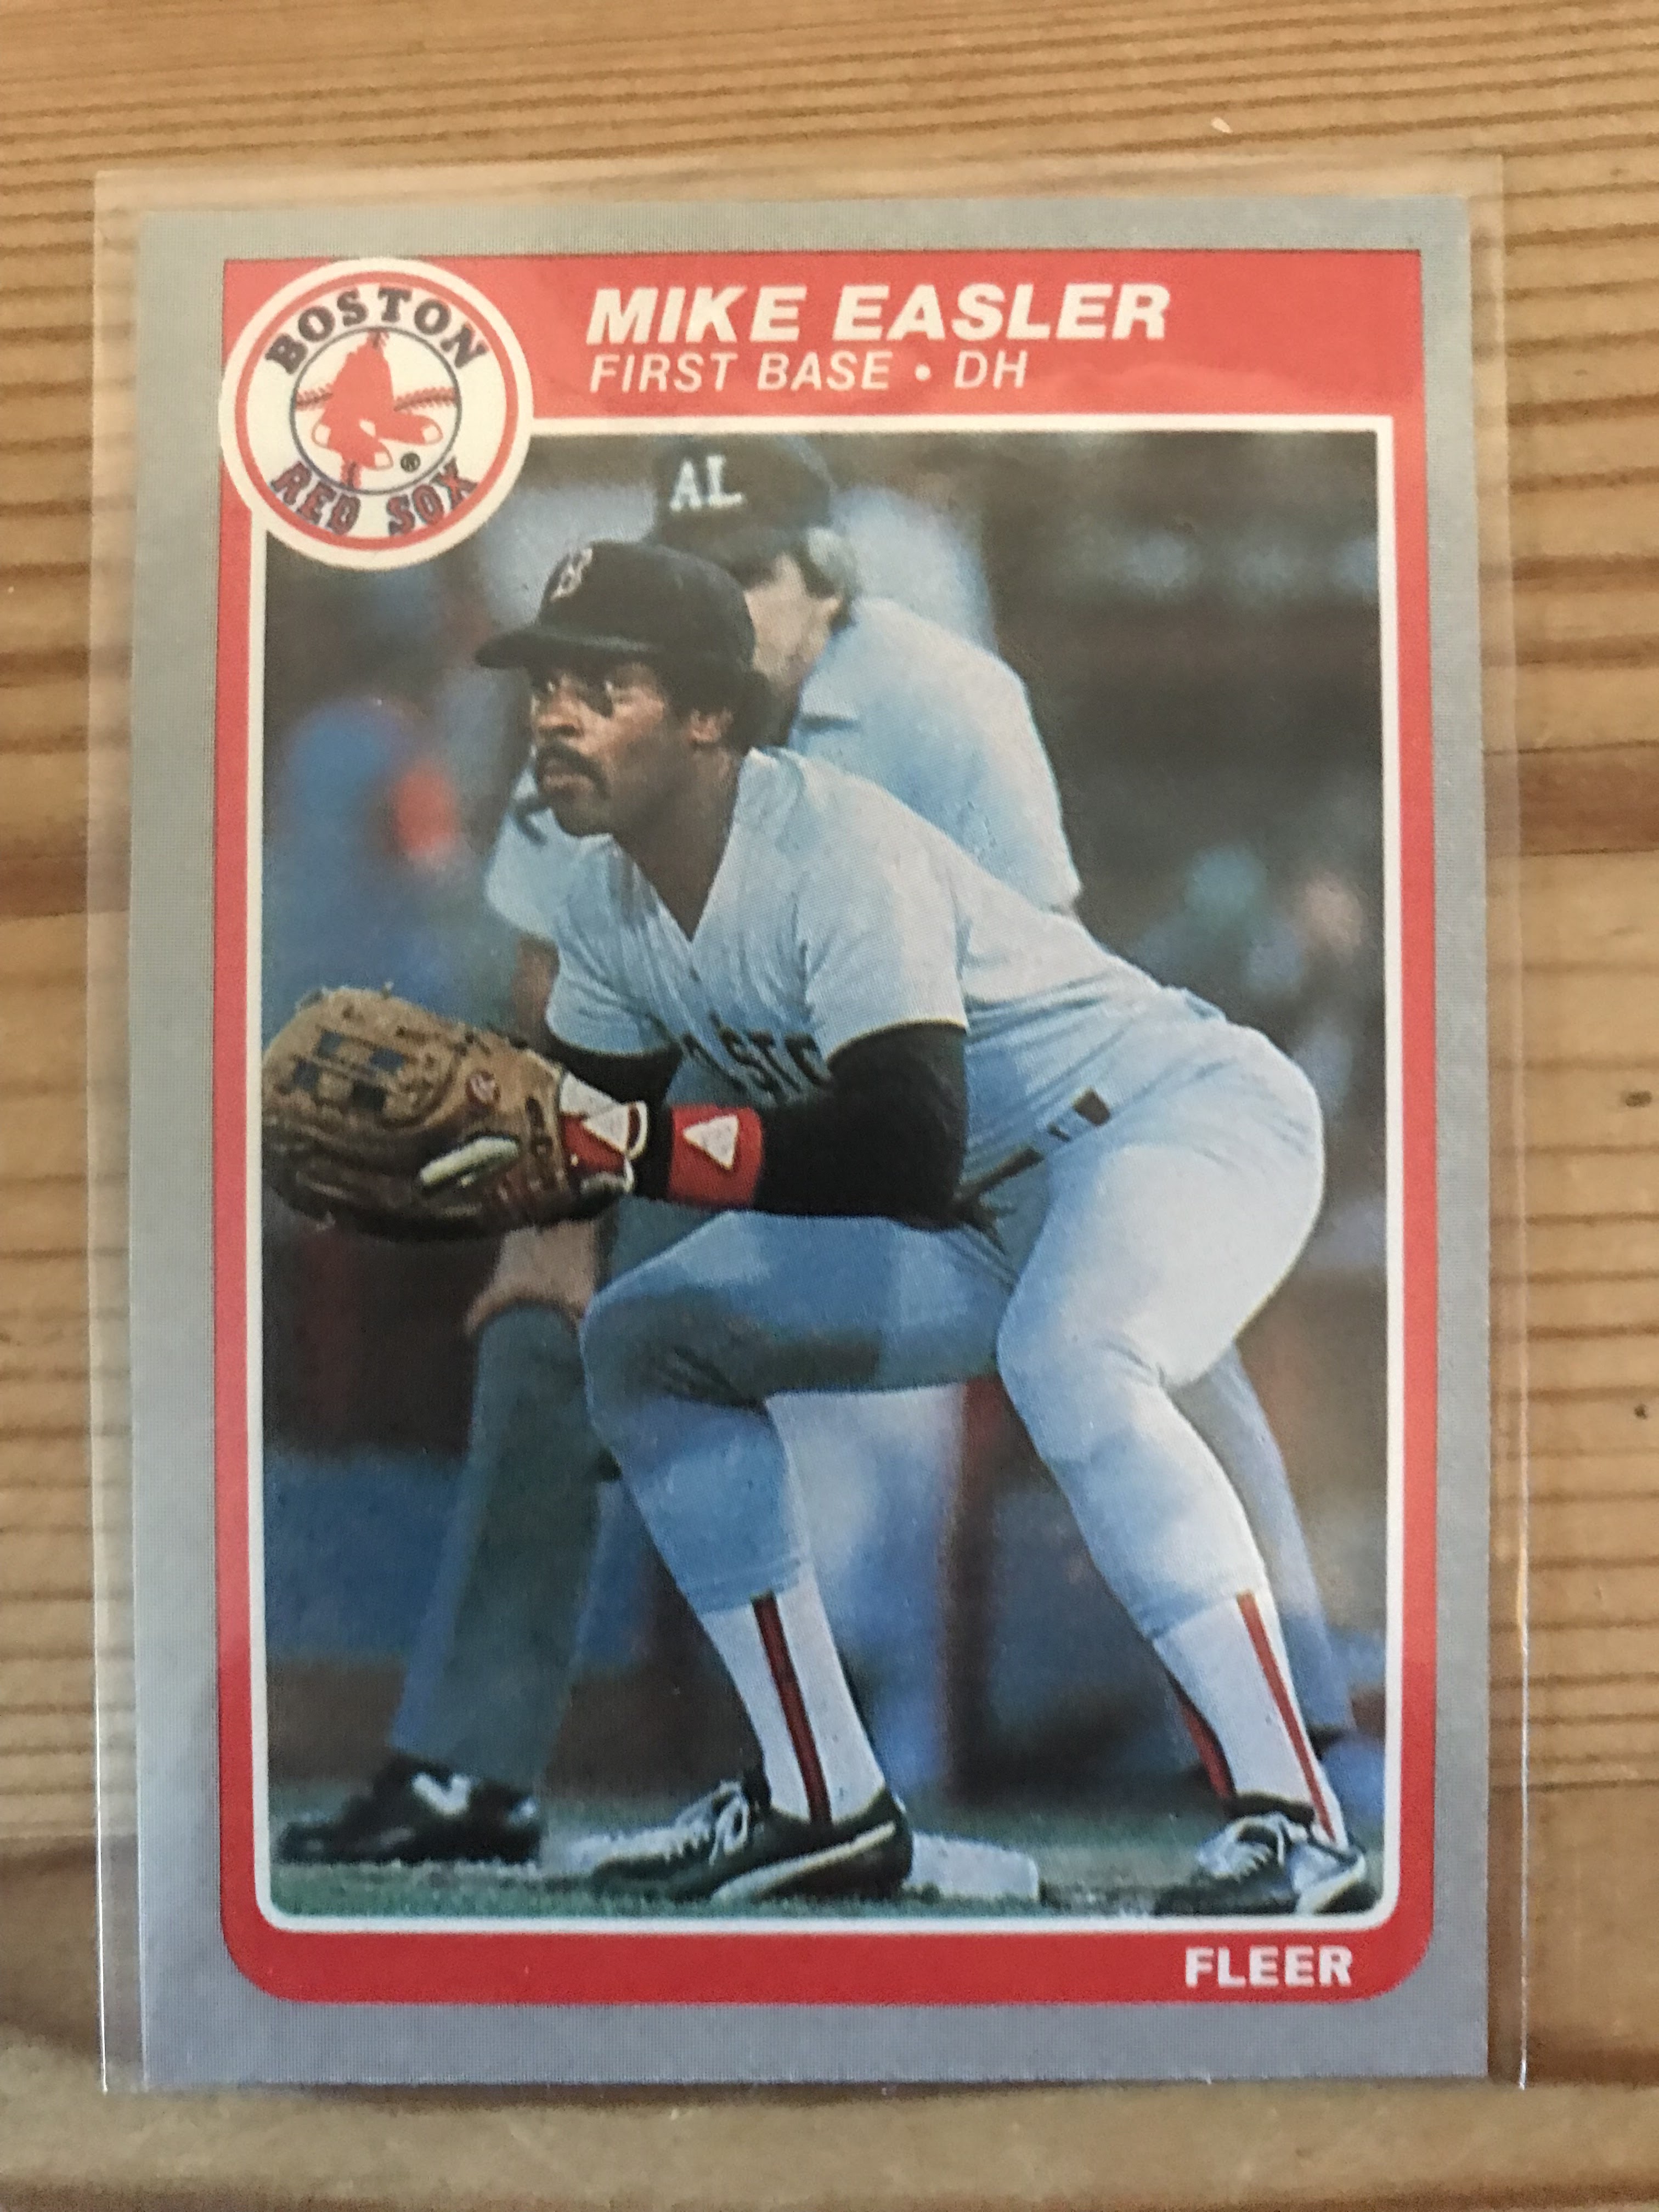 BOSTON
RED SOX
®
MIKE EASLER
FIRST BASE • DH
AL
B
FLEER